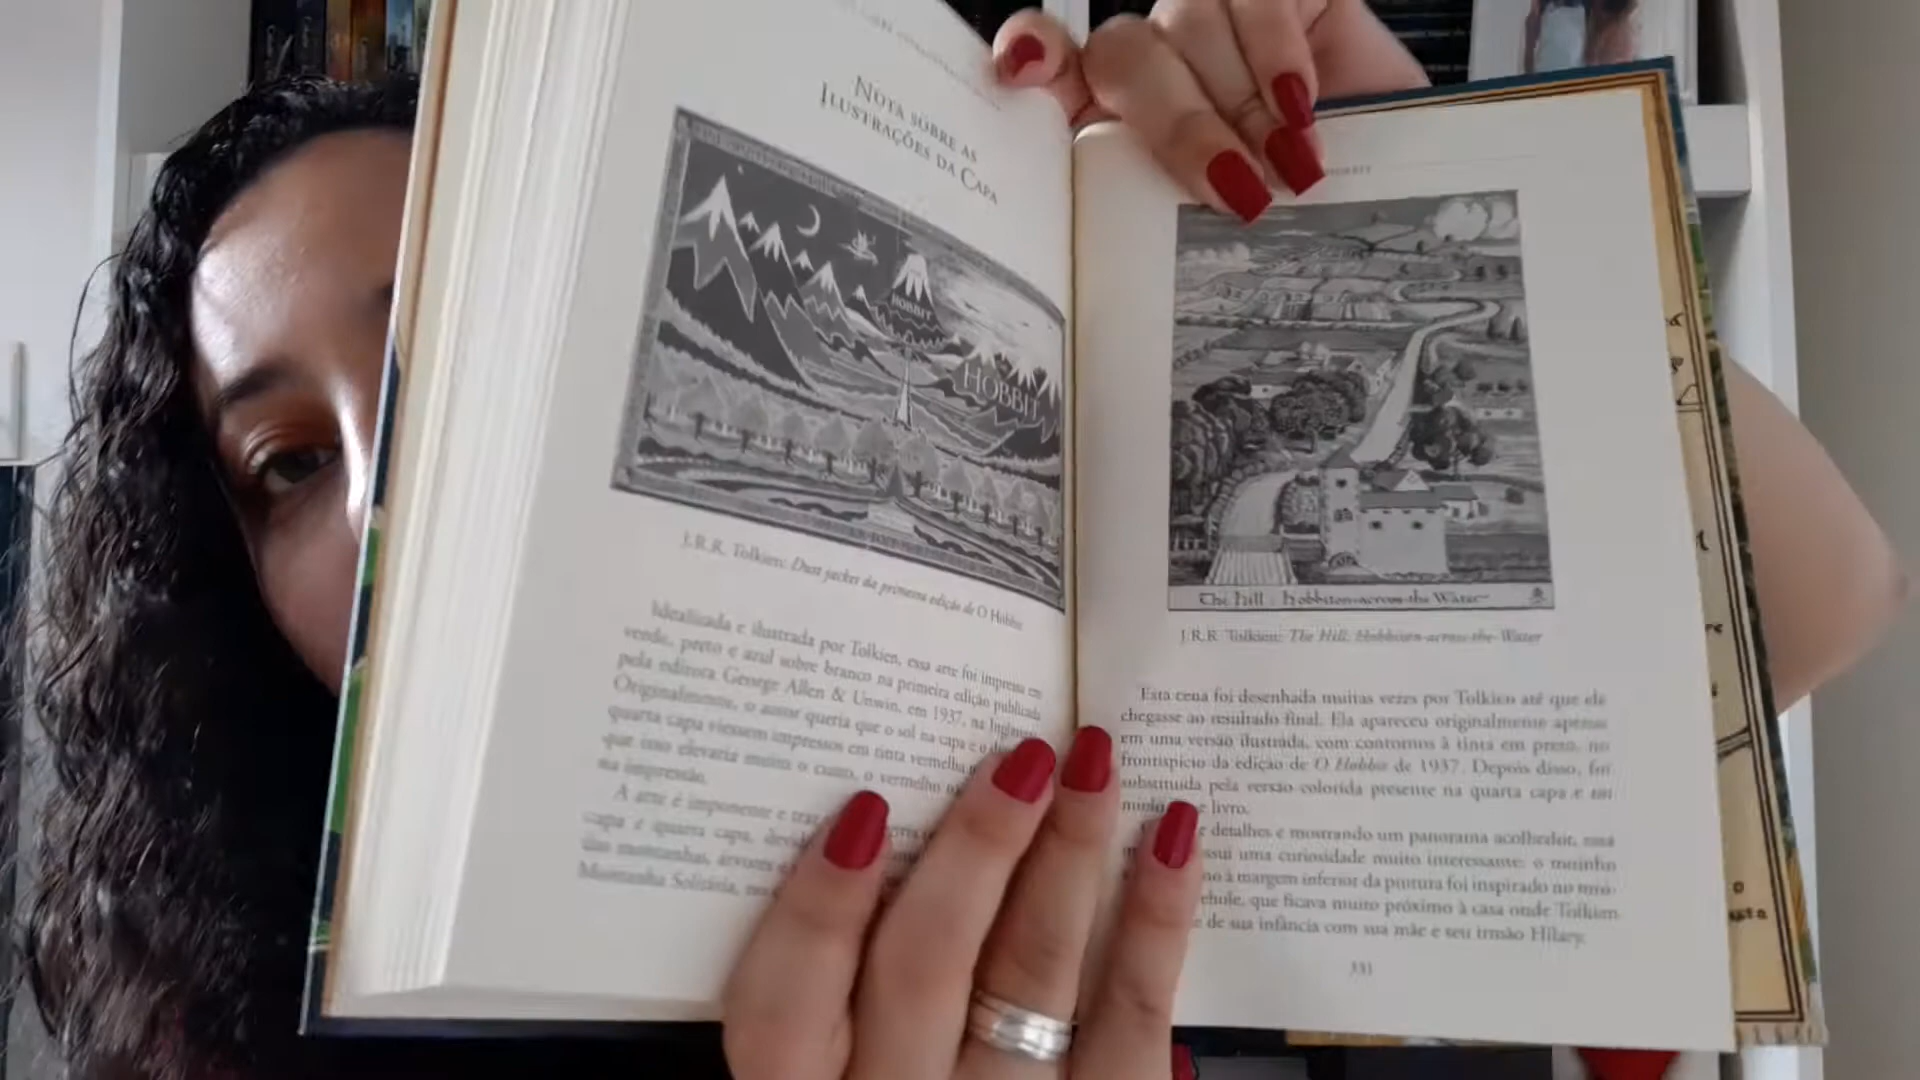 Nota sobre as
Ilustrações da Capa
HOBBIT
HOBBIT
J.R.R. Tolkien: Dust jacket da primeira edição de O Hobbit
Idealizada e ilustrada por Tolkien, essa arte foi impressa em
verde, preto e azul sobre branco na primeira edição publicada
pela editora George Allen & Unwin, em 1937, na
Originalmente, o autor queria que o sol na capa e o
quarta capa viessem impressos em tinta vermelha
que isso elevaria muito o custo, o vermelho
na impressão.
A arte é imponente e
capa e quarta capa,
das montanhas, árvores
Montanha Solitária,
The Hill : Hobbiton-across-the Water
J.R.R. Tolkien: The Hill: Hobbiton-across-the-Water
Esta cena foi desenhada muitas vezes por Tolkien até que ele
chegasse ao resultado final. Ela apareceu originalmente apenas
em uma versão ilustrada, com contornos à tinta em preto, no
frontispício da edição de O Hobbit de 1937. Depois disso, foi
substituída pela versão colorida presente na quarta capa e no
livro.
detalhes e mostrando um panorama acolhedor, essa
uma curiosidade muito interessante: o moinho
à margem inferior da pintura foi inspirado no
que ficava muito próximo à casa onde Tolkien
de sua infância com sua mãe e seu irmão Hilary.
331